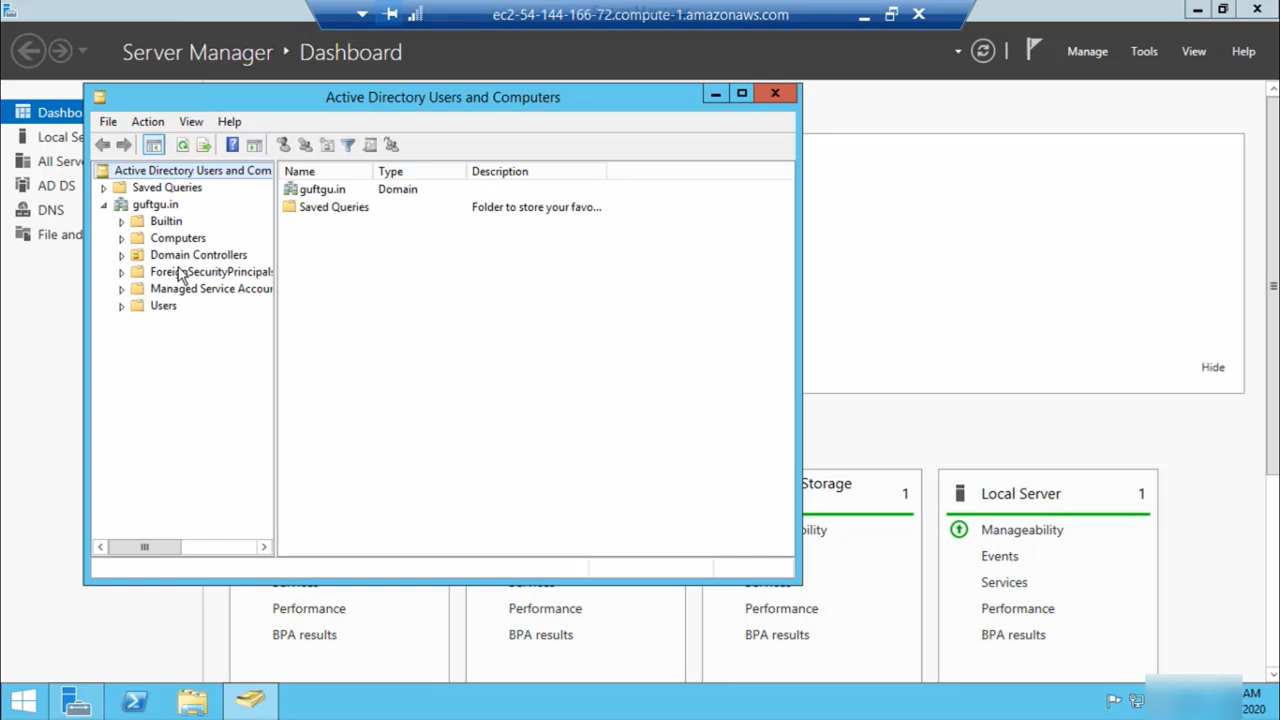 ec2-54-144-166-72.compute-1.amazonaws.com
Server Manager ‣ Dashboard
Manage Tools View Help
Active Directory Users and Computers
File Action View Help
Dashbo
Local Se
All Serve
AD DS
DNS
File and
Active Directory Users and Com
Saved Queries
guftgu.in
Builtin
Computers
Domain Controllers
ForeignSecurityPrincipals
Managed Service Accour
Users
Name Type Description
guftgu.in Domain
Saved Queries Folder to store your favo...
Hide
Storage 1
Local Server 1
bility
Manageability
Events
Services
Performance
BPA results
Performance
BPA results
Performance
BPA results
Performance
BPA results
AM
2020